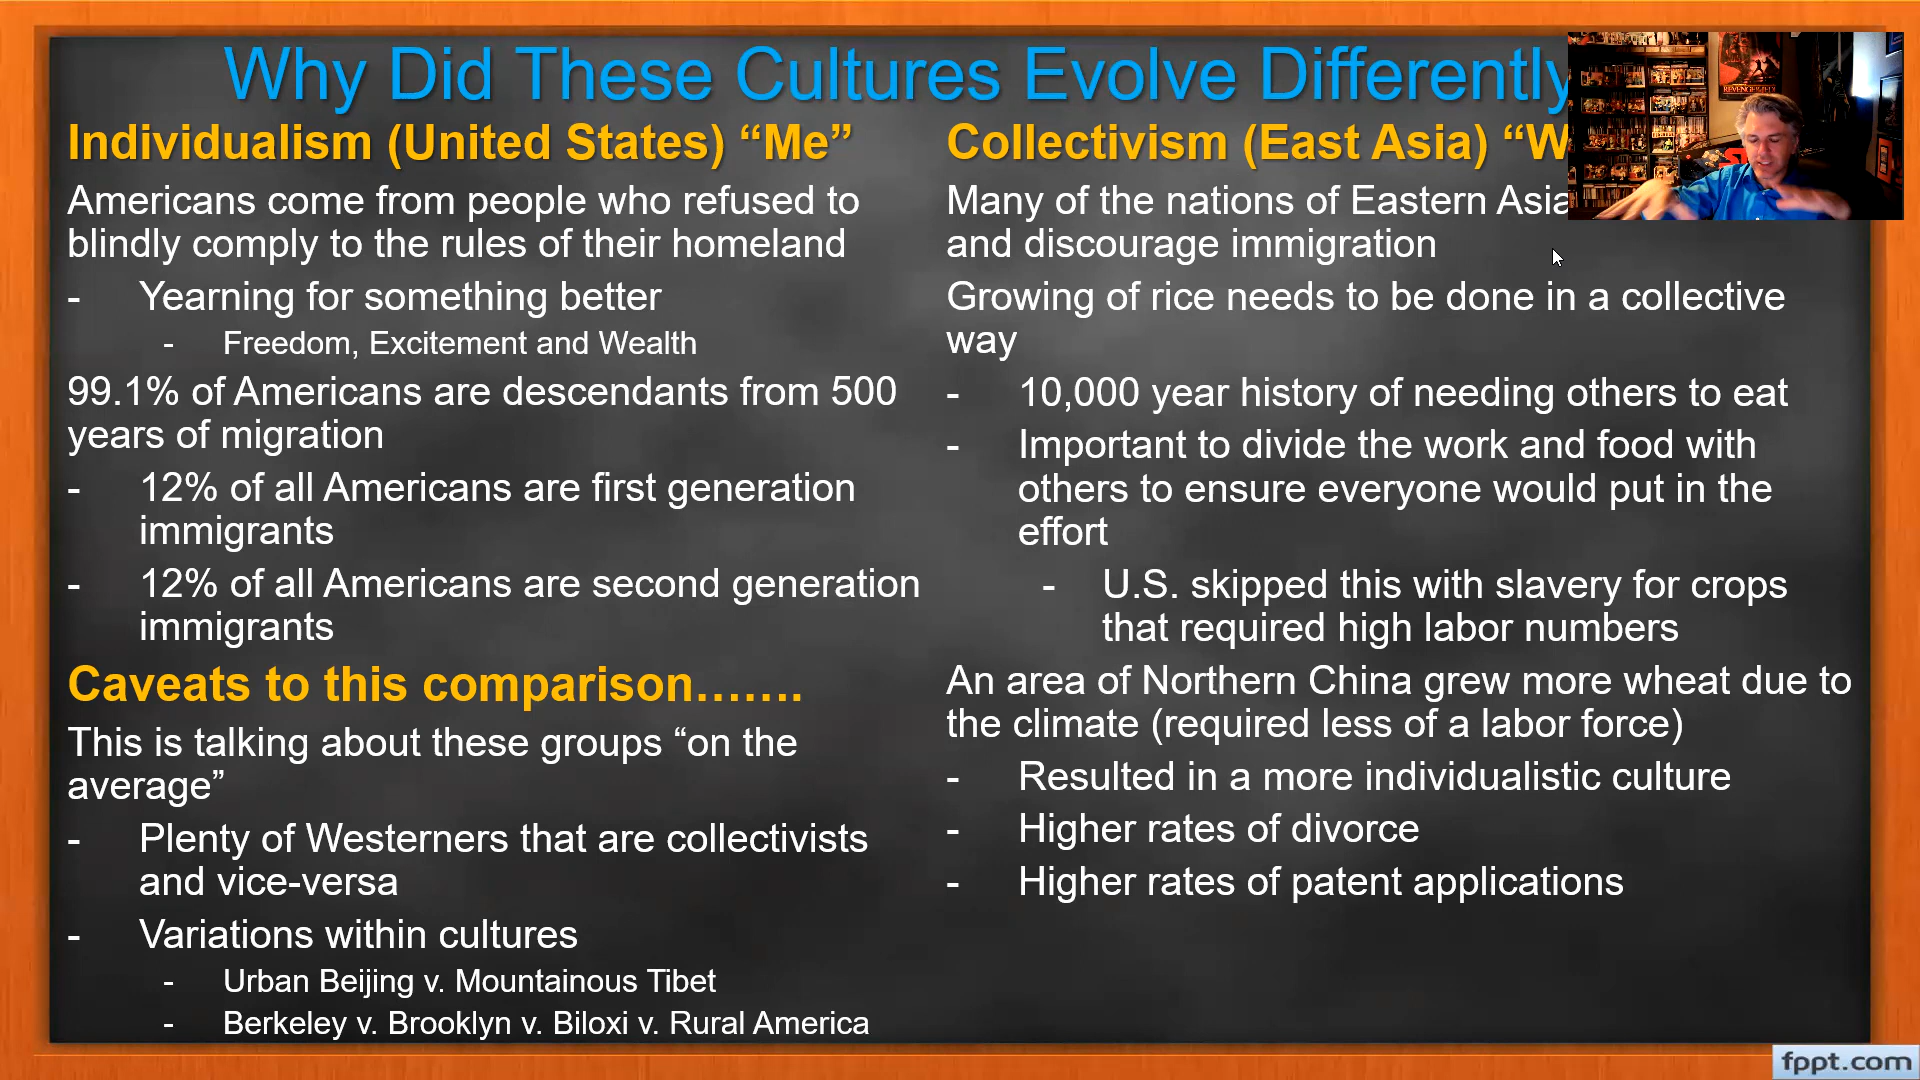 Why Did These Cultures Evolve Differently
Individualism (United States) “Me”
Americans come from people who refused to
blindly comply to the rules of their homeland
- Yearning for something better
- Freedom, Excitement and Wealth
99.1% of Americans are descendants from 500
years of migration
- 12% of all Americans are first generation
immigrants
- 12% of all Americans are second generation
immigrants
Caveats to this comparison…….
This is talking about these groups “on the
average”
- Plenty of Westerners that are collectivists
and vice-versa
- Variations within cultures
- Urban Beijing v. Mountainous Tibet
- Berkeley v. Brooklyn v. Biloxi v. Rural America
Collectivism (East Asia)
Many of the nations of Eastern Asia
and discourage immigration
Growing of rice needs to be done in a collective
way
- 10,000 year history of needing others to eat
- Important to divide the work and food with
others to ensure everyone would put in the
effort
- U.S. skipped this with slavery for crops
that required high labor numbers
An area of Northern China grew more wheat due to
the climate (required less of a labor force)
- Resulted in a more individualistic culture
- Higher rates of divorce
- Higher rates of patent applications
fppt.com